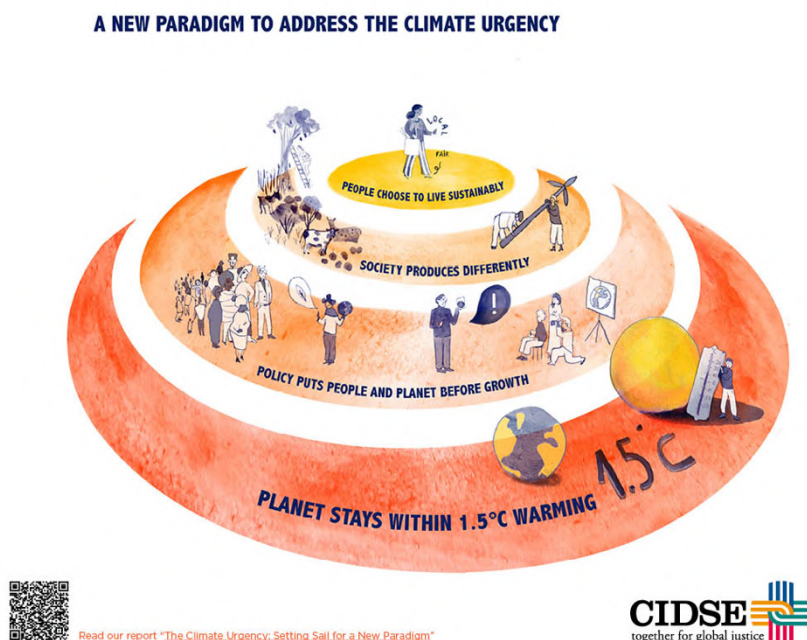 A NEW PARADIGM TO ADDRESS THE CLIMATE URGENCY
LOCAL
FAIR
PEOPLE CHOOSE TO LIVE SUSTAINABLY
SOCIETY PRODUCES DIFFERENTLY
!
POLICY PUTS PEOPLE AND PLANET BEFORE GROWTH
1.5°C
PLANET STAYS WITHIN 1.5°C WARMING
CIDSE
together for global justice
Read our report "The Climate Urgency: Setting Sail for a New Paradigm"